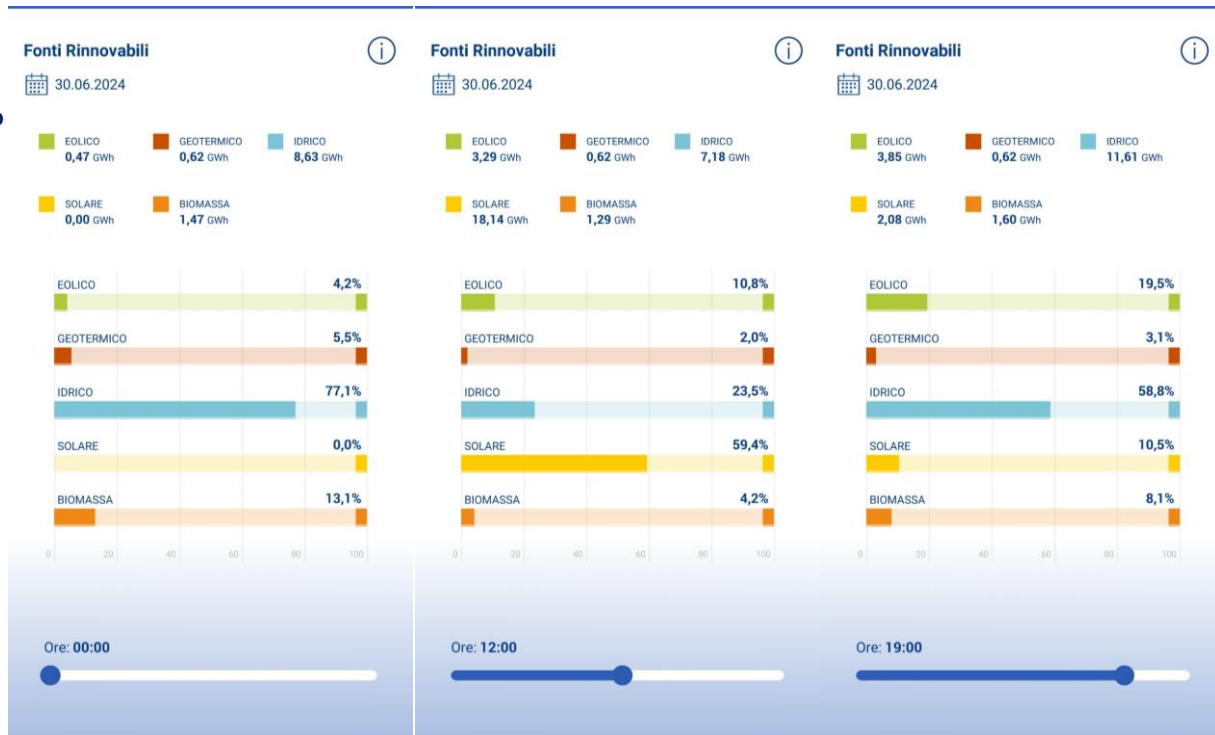 Fonti Rinnovabili
30.06.2024
EOLICO GEOTERMICO IDRICO
0,47 GWh 0,62 GWh 8,63 GWh
SOLARE BIOMASSA
0,00 GWh 1,47 GWh
EOLICO 4,2%
GEOTERMICO 5,5%
IDRICO 77,1%
SOLARE 0,0%
BIOMASSA 13,1%
0 20 40 60 80 100
Ore: 00:00
Fonti Rinnovabili
30.06.2024
EOLICO GEOTERMICO IDRICO
3,29 GWh 0,62 GWh 7,18 GWh
SOLARE BIOMASSA
18,14 GWh 1,29 GWh
EOLICO 10,8%
GEOTERMICO 2,0%
IDRICO 23,5%
SOLARE 59,4%
BIOMASSA 4,2%
0 20 40 60 80 100
Ore: 12:00
Fonti Rinnovabili
30.06.2024
EOLICO GEOTERMICO IDRICO
3,85 GWh 0,62 GWh 11,61 GWh
SOLARE BIOMASSA
2,08 GWh 1,60 GWh
EOLICO 19,5%
GEOTERMICO 3,1%
IDRICO 58,8%
SOLARE 10,5%
BIOMASSA 8,1%
0 20 40 60 80 100
Ore: 19:00